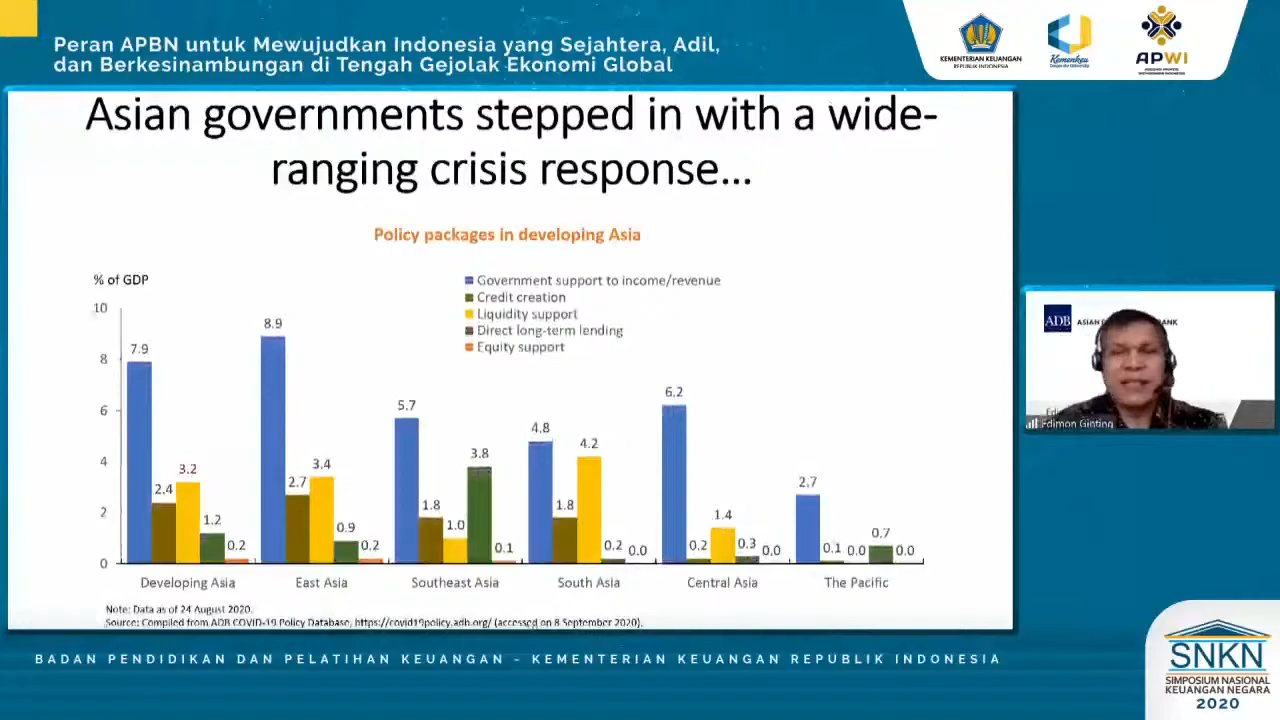 Peran APBN untuk Mewujudkan Indonesia yang Sejahtera, Adil,
dan Berkesinambungan di Tengah Gejolak Ekonomi Global
KEMENTERIAN KEUANGAN
REPUBLIK INDONESIA
Kemenkeu
APWI
Asian governments stepped in with a wide-
ranging crisis response...
Policy packages in developing Asia
% of GDP
Government support to income/revenue
Credit creation
Liquidity support
Direct long-term lending
Equity support
10
8
6
4
2
0
7.9
2.4
3.2
1.2
0.2
8.9
2.7
3.4
0.9
0.2
5.7
1.8
1.0
3.8
0.1
4.8
1.8
4.2
0.2
0.0
6.2
0.2
1.4
0.3
0.0
2.7
0.1
0.0
0.7
0.0
Developing Asia
East Asia
Southeast Asia
South Asia
Central Asia
The Pacific
Note: Data as of 24 August 2020.
Source: Compiled from ADB COVID-19 Policy Database, https://covid19policy.adb.org/ (accessed on 8 September 2020).
ADB
Edimon Ginting
BADAN PENDIDIKAN DAN PELATIHAN KEUANGAN - KEMENTERIAN KEUANGAN REPUBLIK INDONESIA
SNKN
SIMPOSIUM NASIONAL
KEUANGAN NEGARA
2020